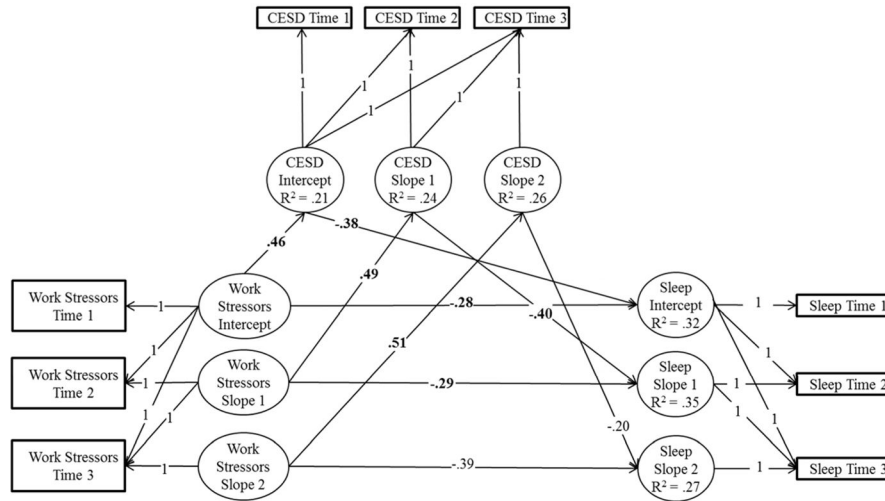 CESD Time 1
CESD Time 2
CESD Time 3
1
1
1
1
1
1
CESD
Intercept
R² = .21
CESD
Slope 1
R² = .24
CESD
Slope 2
R² = .26
.46
-.38
.49
.51
Work Stressors
Time 1
1
Work
Stressors
Intercept
-.28
-.40
Sleep
Intercept
R² = .32
1
Sleep Time 1
1
1
Work Stressors
Time 2
1
Work
Stressors
Slope 1
-.29
Sleep
Slope 1
R² = .35
1
Sleep Time 2
1
1
1
1
-.20
Work Stressors
Time 3
1
Work
Stressors
Slope 2
-.39
Sleep
Slope 2
R² = .27
1
Sleep Time 3